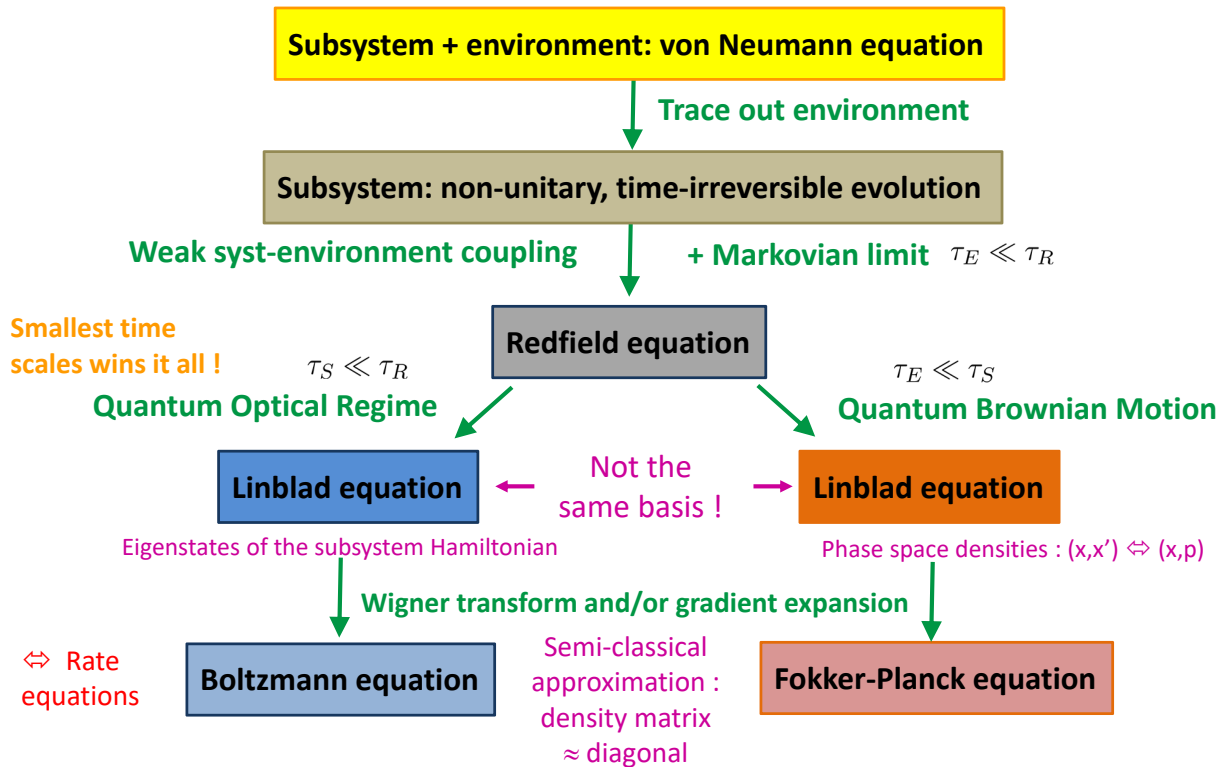 Subsystem + environment: von Neumann equation
Trace out environment
Subsystem: non-unitary, time-irreversible evolution
Weak syst-environment coupling
+ Markovian limit τ_E ≪ τ_R
Smallest time
scales wins it all !
Redfield equation
τ_S ≪ τ_R
τ_E ≪ τ_S
Quantum Optical Regime
Quantum Brownian Motion
Linblad equation
Not the
same basis !
Linblad equation
Eigenstates of the subsystem Hamiltonian
Phase space densities : (x,x') ⇔ (x,p)
Wigner transform and/or gradient expansion
⇔ Rate
equations
Boltzmann equation
Semi-classical
approximation :
density matrix
≈ diagonal
Fokker-Planck equation